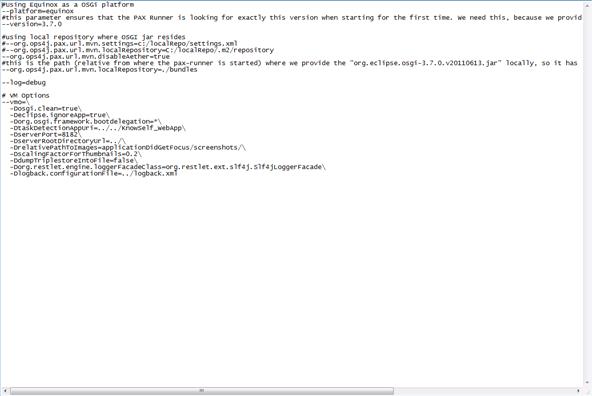 #Using Equinox as a OSGi platform
--platform=equinox
#this parameter ensures that the PAX Runner is looking for exactly this version when starting for the first time. We need this, because we provid
--version=3.7.0
#using local repository where OSGI jar resides
#--org.ops4j.pax.url.mvn.settings=c:/localRepo/settings.xml
#--org.ops4j.pax.url.mvn.localRepository=C:/localRepo/.m2/repository
--org.ops4j.pax.url.mvn.disableAether=true
#this is the path (relative from where the pax-runner is started) where we provide the "org.eclipse.osgi-3.7.0.v20110613.jar" locally, so it has
--org.ops4j.pax.url.mvn.localRepository=./bundles
--log=debug
# VM Options
--vmo=\
-Dosgi.clean=true\
-Declipse.ignoreApp=true\
-Dorg.osgi.framework.bootdelegation=*\
-DtaskDetectionAppUri=../../KnowSelf_WebApp\
-DserverPort=8182\
-DserverRootDirectoryUrl=../\
-DrelativePathToImages=applicationDidGetFocus/screenshots/\
-DscalingFactorForThumbnails=0.2\
-DdumpTriplestoreIntoFile=false\
-Dorg.restlet.engine.loggerFacadeClass=org.restlet.ext.slf4j.Slf4jLoggerFacade\
-Dlogback.configurationFile=../logback.xml